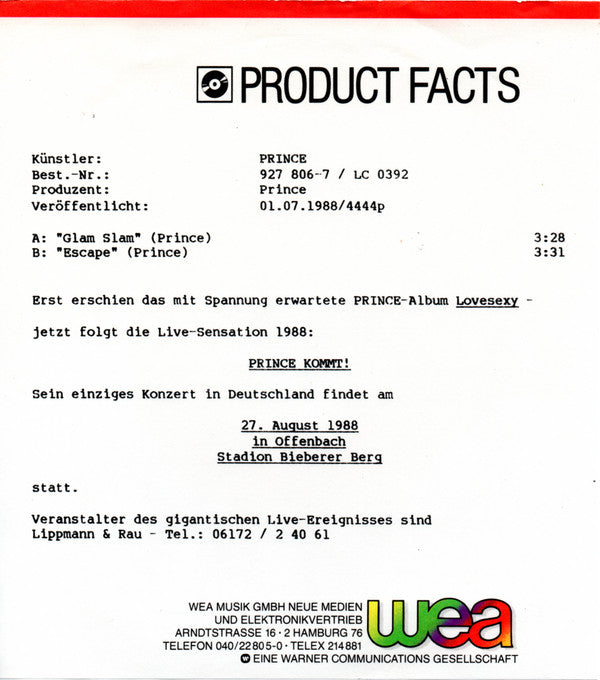 PRODUCT FACTS
Künstler: PRINCE
Best.-Nr.: 927 806-7 / LC 0392
Produzent: Prince
Veröffentlicht: 01.07.1988/4444p
A: "Glam Slam" (Prince) 3:28
B: "Escape" (Prince) 3:31
Erst erschien das mit Spannung erwartete PRINCE-Album Lovesexy -
jetzt folgt die Live-Sensation 1988:
PRINCE KOMMT!
Sein einziges Konzert in Deutschland findet am
27. August 1988
in Offenbach
Stadion Bieberer Berg
statt.
Veranstalter des gigantischen Live-Ereignisses sind
Lippmann & Rau - Tel.: 06172 / 2 40 61
WEA MUSIK GMBH NEUE MEDIEN
UND ELEKTRONIKVERTRIEB
ARNDTSTRASSE 16 · 2 HAMBURG 76
TELEFON 040/22805-0 · TELEX 214881
EINE WARNER COMMUNICATIONS GESELLSCHAFT
wea